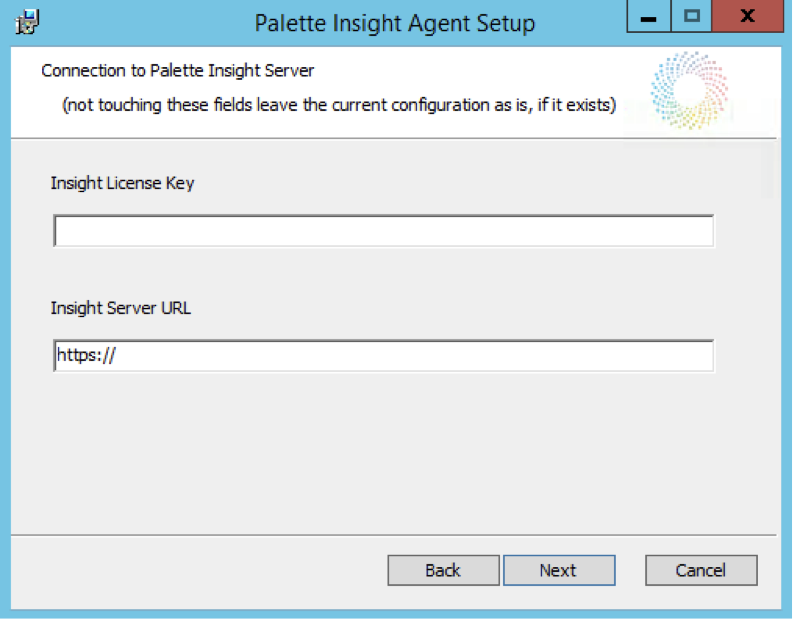 Palette Insight Agent Setup
Connection to Palette Insight Server
(not touching these fields leave the current configuration as is, if it exists)
Insight License Key
Insight Server URL
https://
Back Next Cancel